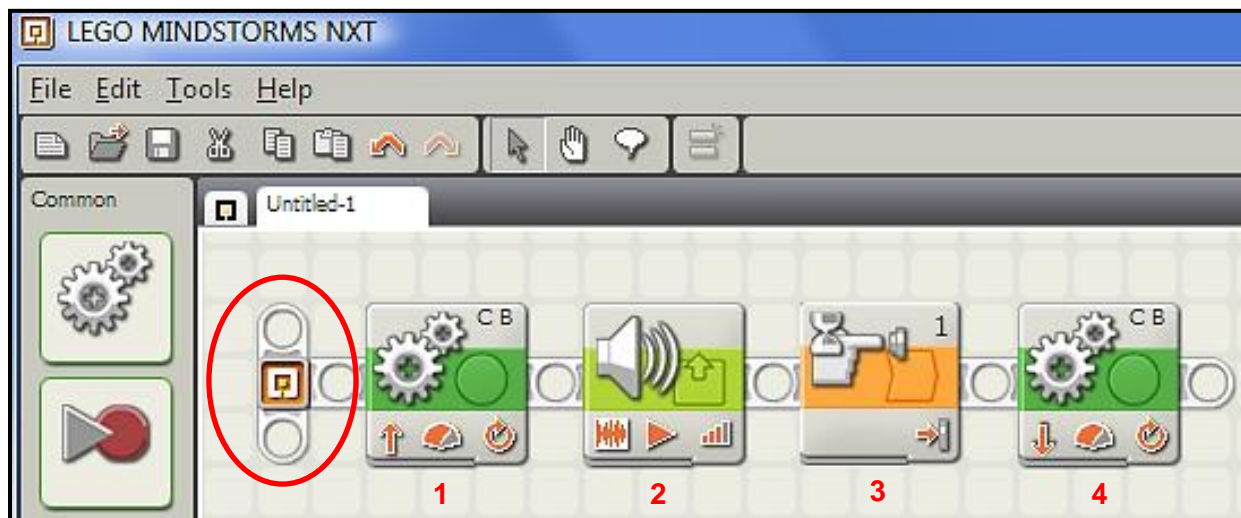 LEGO MINDSTORMS NXT
File Edit Tools Help
Common
Untitled-1
C B
1
C B
1 2 3 4